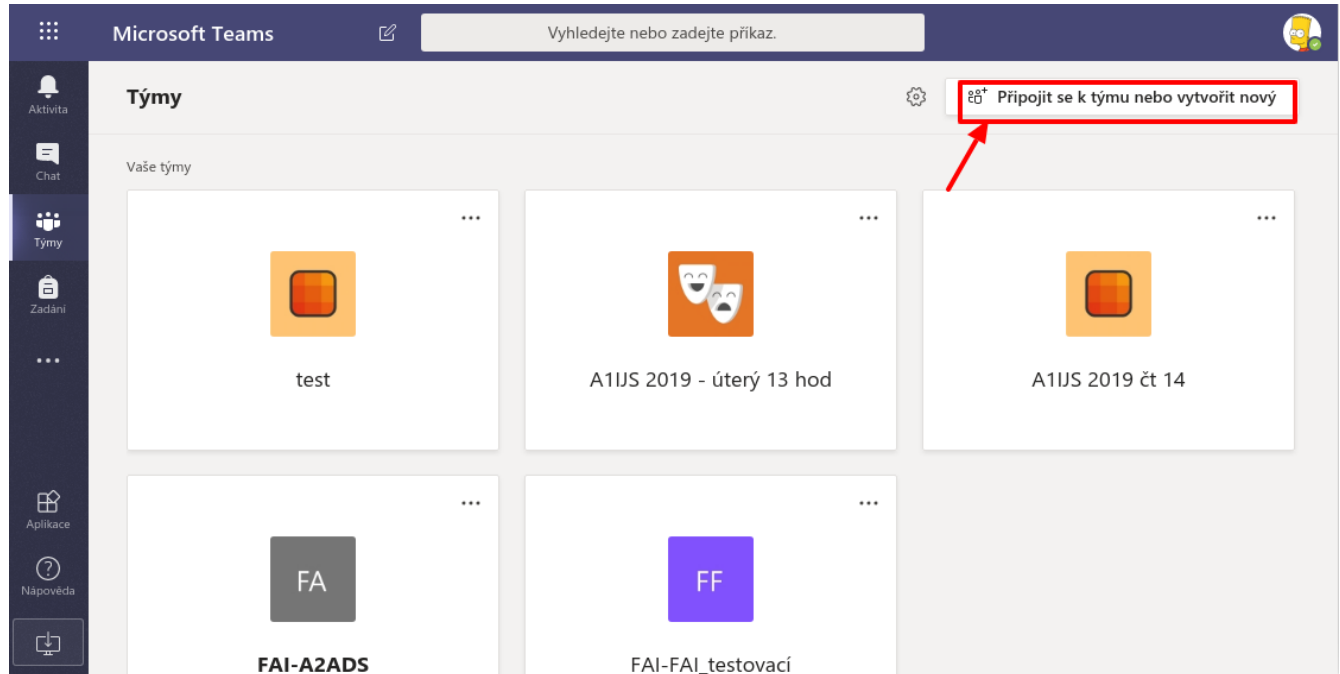 Microsoft Teams
Vyhledejte nebo zadejte příkaz.
Aktivita
Chat
Týmy
Zadání
Aplikace
Nápověda
Týmy
Připojit se k týmu nebo vytvořit nový
Vaše týmy
test
A1IJS 2019 - úterý 13 hod
A1IJS 2019 čt 14
FA
FAI-A2ADS
FF
FAI-FAI_testovací